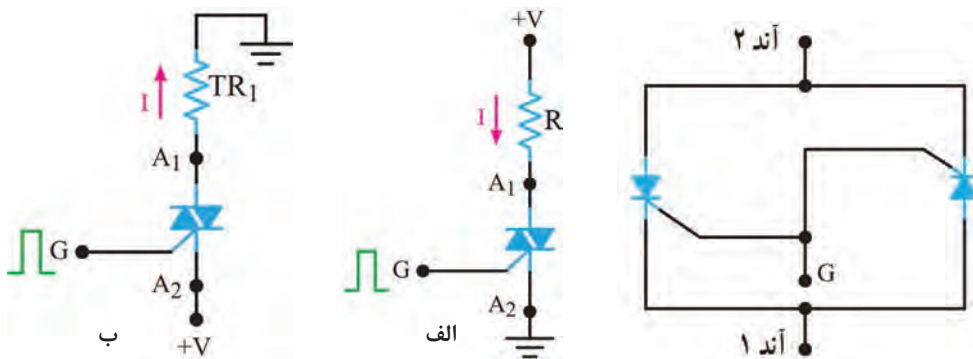 TR₁
I
A₁
G
A₂
+V
ب
+V
R
I
A₁
G
A₂
الف
آند ۲
G
آند ۱